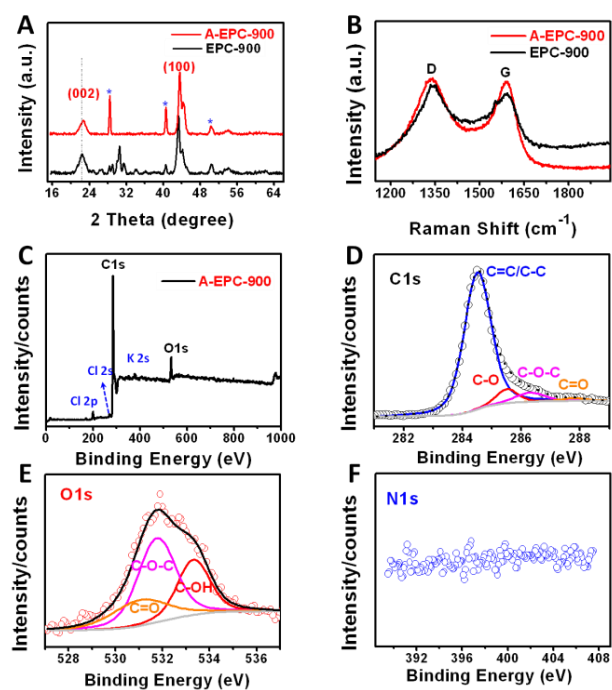 A
A-EPC-900
EPC-900
(002)
(100)
*
*
*
Intensity (a.u.)
16 24 32 40 48 56 64
2 Theta (degree)
B
A-EPC-900
EPC-900
D
G
Intensity (a.u.)
1200 1350 1500 1650 1800
Raman Shift (cm-1)
C
C1s
A-EPC-900
Cl 2s
K 2s
O1s
Cl 2p
Intensity/counts
0 200 400 600 800 1000
Binding Energy (eV)
D
C1s
C=C/C-C
C-O
C-O-C
C=O
Intensity/counts
282 284 286 288
Binding Energy (eV)
E
O1s
C-O-C
C-OH
C=O
Intensity/counts
528 530 532 534 536
Binding Energy (eV)
F
N1s
Intensity/counts
392 396 400 404 408
Binding Energy (eV)